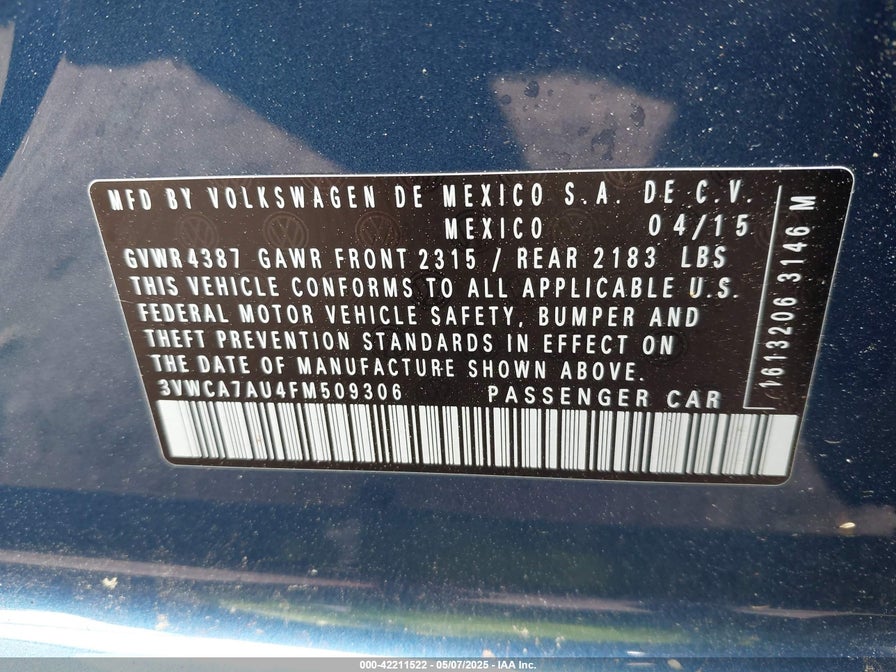 MFD BY VOLKSWAGEN DE MEXICO S.A. DE C.V.
MEXICO 04/15
GVWR 4387 GAWR FRONT 2315 / REAR 2183 LBS
THIS VEHICLE CONFORMS TO ALL APPLICABLE U.S.
FEDERAL MOTOR VEHICLE SAFETY, BUMPER AND
THEFT PREVENTION STANDARDS IN EFFECT ON
THE DATE OF MANUFACTURE SHOWN ABOVE.
3VWCA7AU4FM509306 PASSENGER CAR
1613206 3146 M
000-42211522 — 05/07/2025 — IAA Inc.